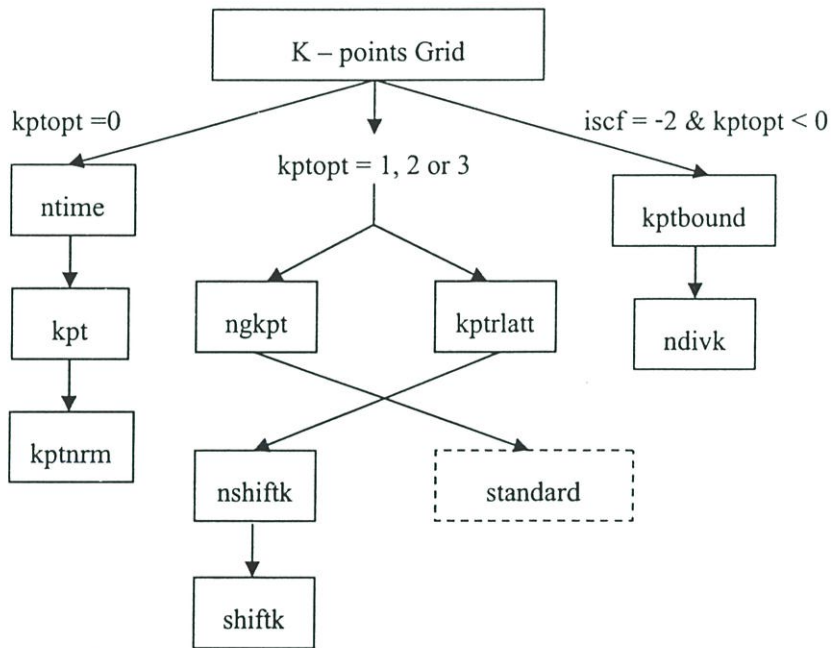 K – points Grid
kptopt =0
iscf = -2 & kptopt < 0
kptopt = 1, 2 or 3
ntime
kptbound
kpt
ngkpt
kptrlatt
ndivk
kptnrm
nshiftk
standard
shiftk